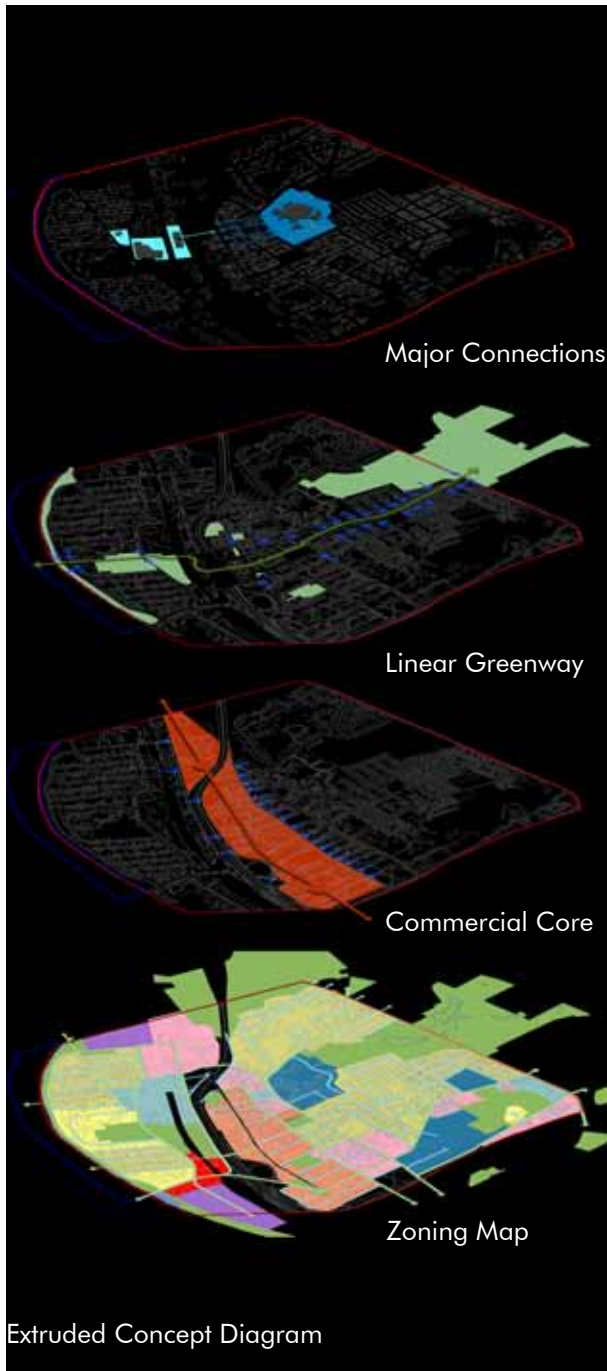 Major Connections
Linear Greenway
Commercial Core
Zoning Map
Extruded Concept Diagram